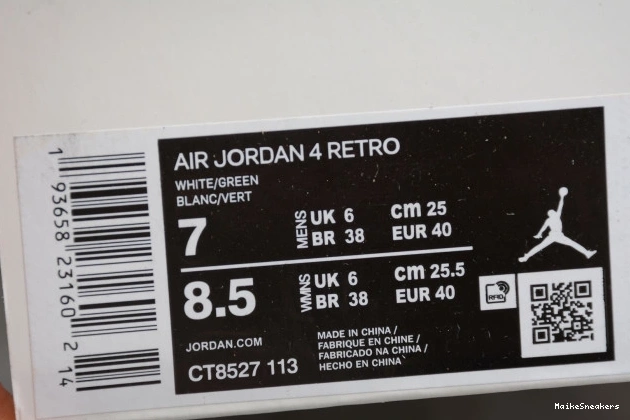 AIR JORDAN 4 RETRO
WHITE/GREEN
BLANC/VERT
7
MENS
UK 6
BR 38
cm 25
EUR 40
8.5
WMNS
UK 6
BR 38
cm 25.5
EUR 40
RFID
JORDAN.COM
CT8527 113
MADE IN CHINA /
FABRIQUE EN CHINE /
FABRICADO NA CHINA /
HECHO EN CHINA
1 93658 23160 2 14
MaikeSneakers